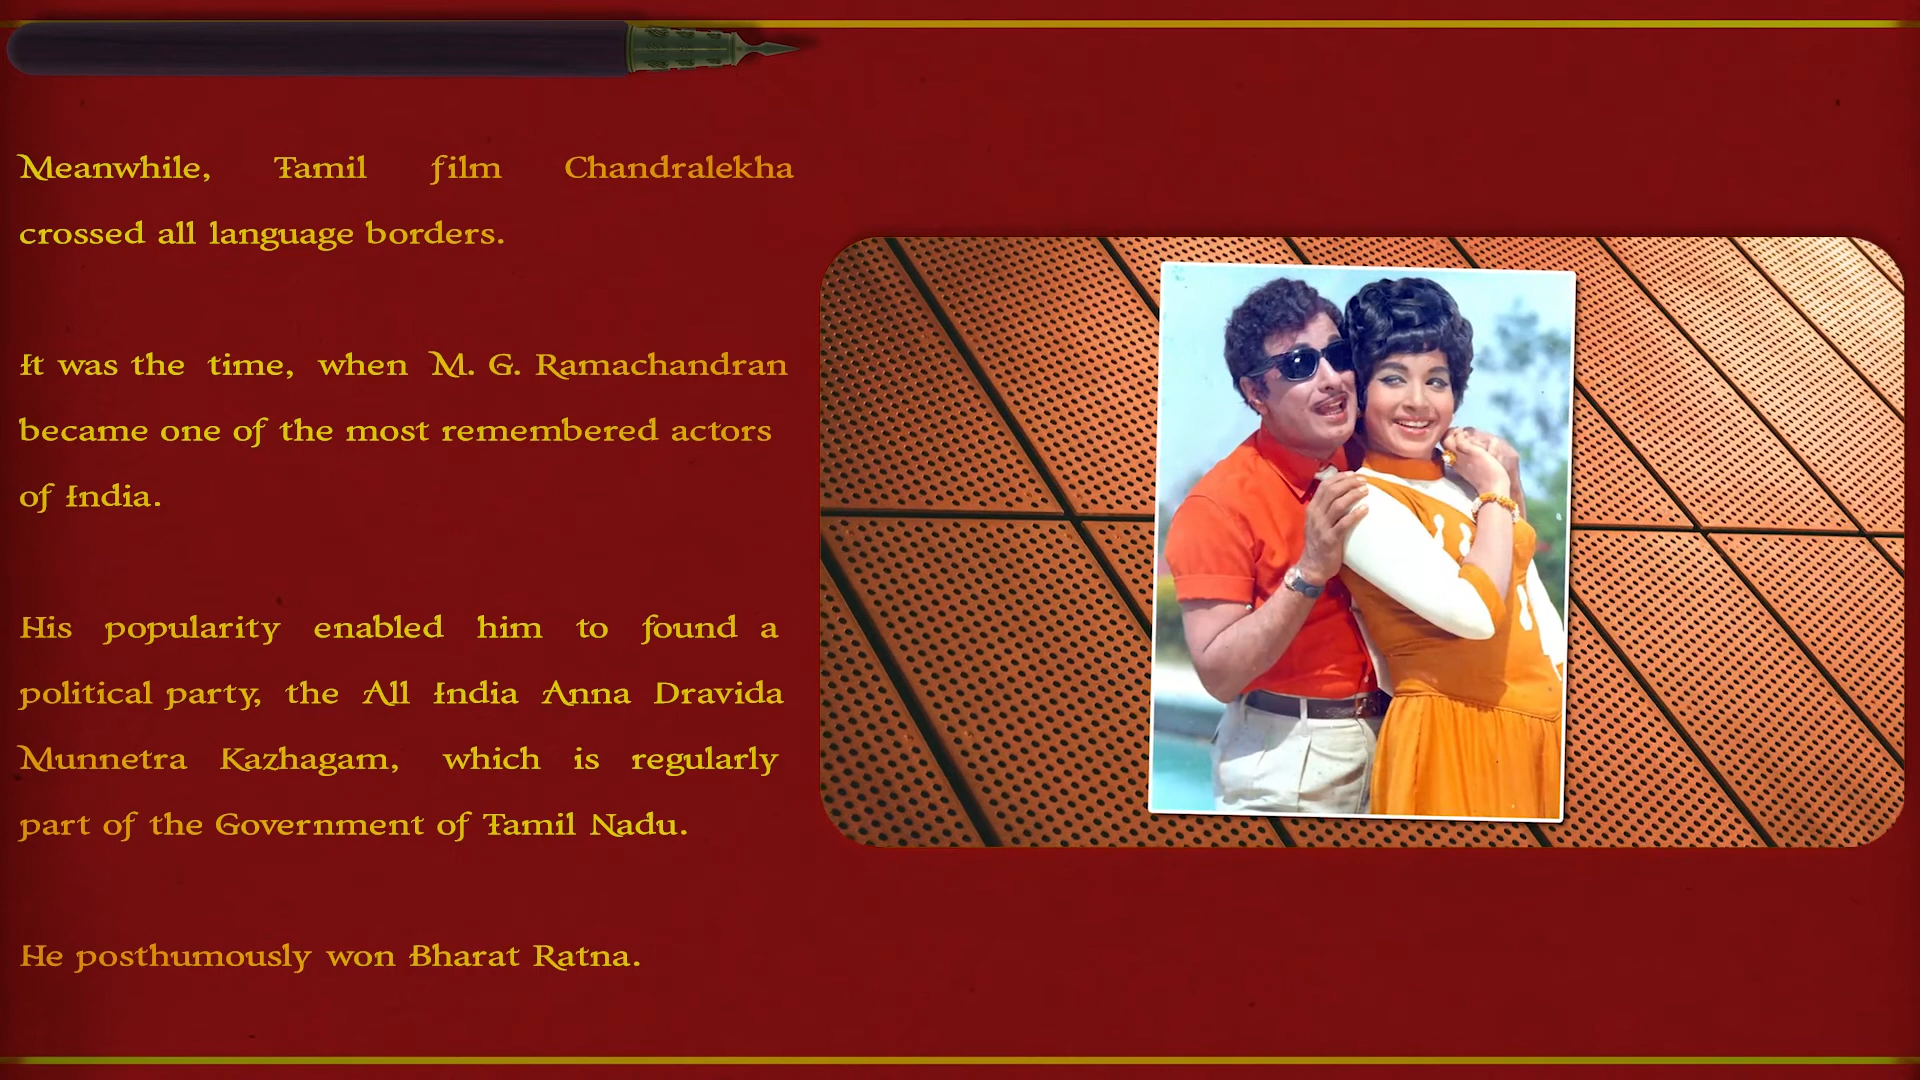 Meanwhile, Tamil film Chandralekha
crossed all language borders.
It was the time, when M. G. Ramachandran
became one of the most remembered actors
of India.
His popularity enabled him to found a
political party, the All India Anna Dravida
Munnetra Kazhagam, which is regularly
part of the Government of Tamil Nadu.
He posthumously won Bharat Ratna.